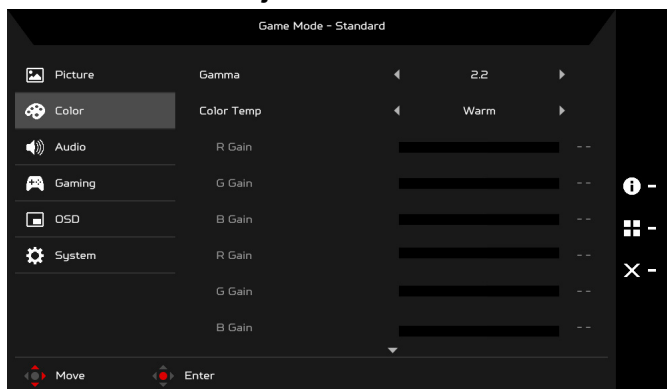 Game Mode - Standard
Picture Gamma 2.2
Color Color Temp Warm
Audio R Gain --
Gaming G Gain --
OSD B Gain --
System R Gain --
G Gain --
B Gain --
Move Enter